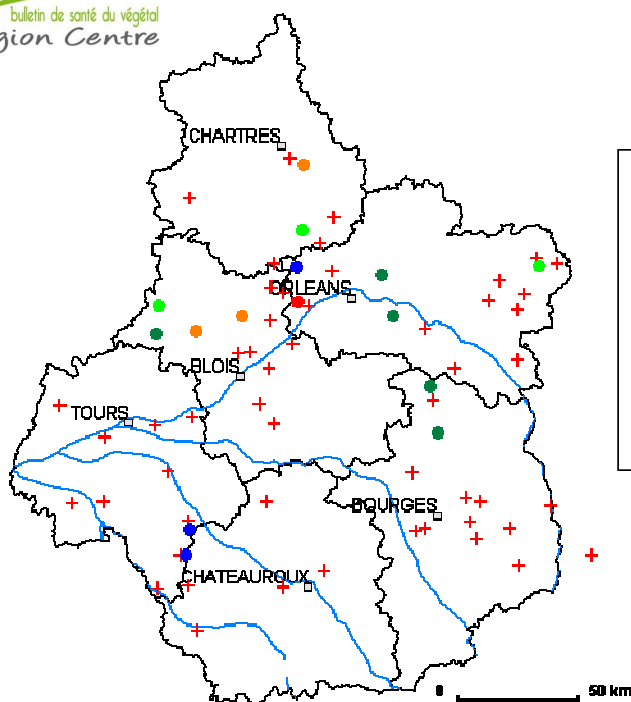 bulletin de santé du végétal
gion Centre
CHARTRES
ORLEANS
BLOIS
TOURS
BOURGES
CHATEAUROUX
0 50 km